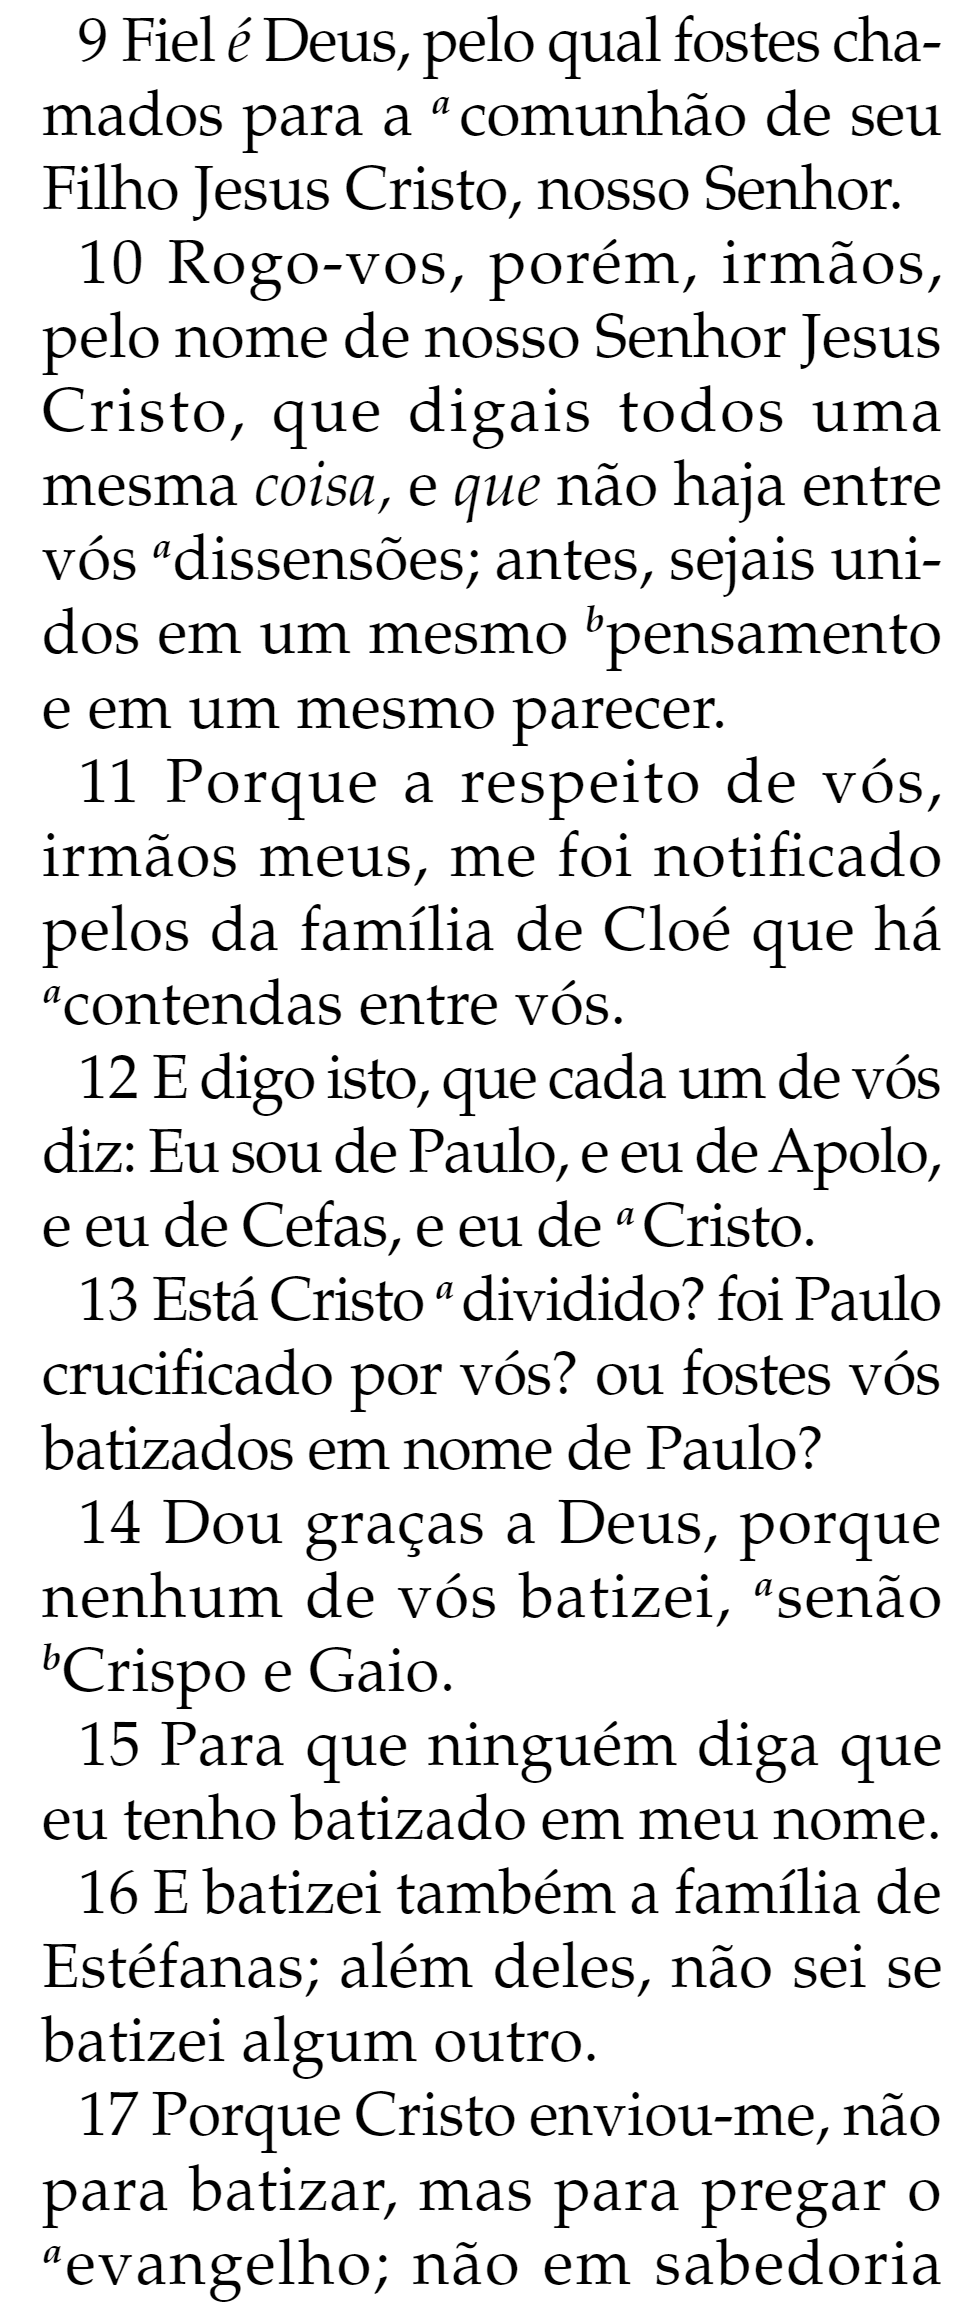 9 Fiel é Deus, pelo qual fostes cha-
mados para a a comunhão de seu
Filho Jesus Cristo, nosso Senhor.
10 Rogo-vos, porém, irmãos,
pelo nome de nosso Senhor Jesus
Cristo, que digais todos uma
mesma coisa, e que não haja entre
vós adissensões; antes, sejais uni-
dos em um mesmo bpensamento
e em um mesmo parecer.
11 Porque a respeito de vós,
irmãos meus, me foi notificado
pelos da família de Cloé que há
acontendas entre vós.
12 E digo isto, que cada um de vós
diz: Eu sou de Paulo, e eu de Apolo,
e eu de Cefas, e eu de a Cristo.
13 Está Cristo a dividido? foi Paulo
crucificado por vós? ou fostes vós
batizados em nome de Paulo?
14 Dou graças a Deus, porque
nenhum de vós batizei, asenão
bCrispo e Gaio.
15 Para que ninguém diga que
eu tenho batizado em meu nome.
16 E batizei também a família de
Estéfanas; além deles, não sei se
batizei algum outro.
17 Porque Cristo enviou-me, não
para batizar, mas para pregar o
aevangelho; não em sabedoria